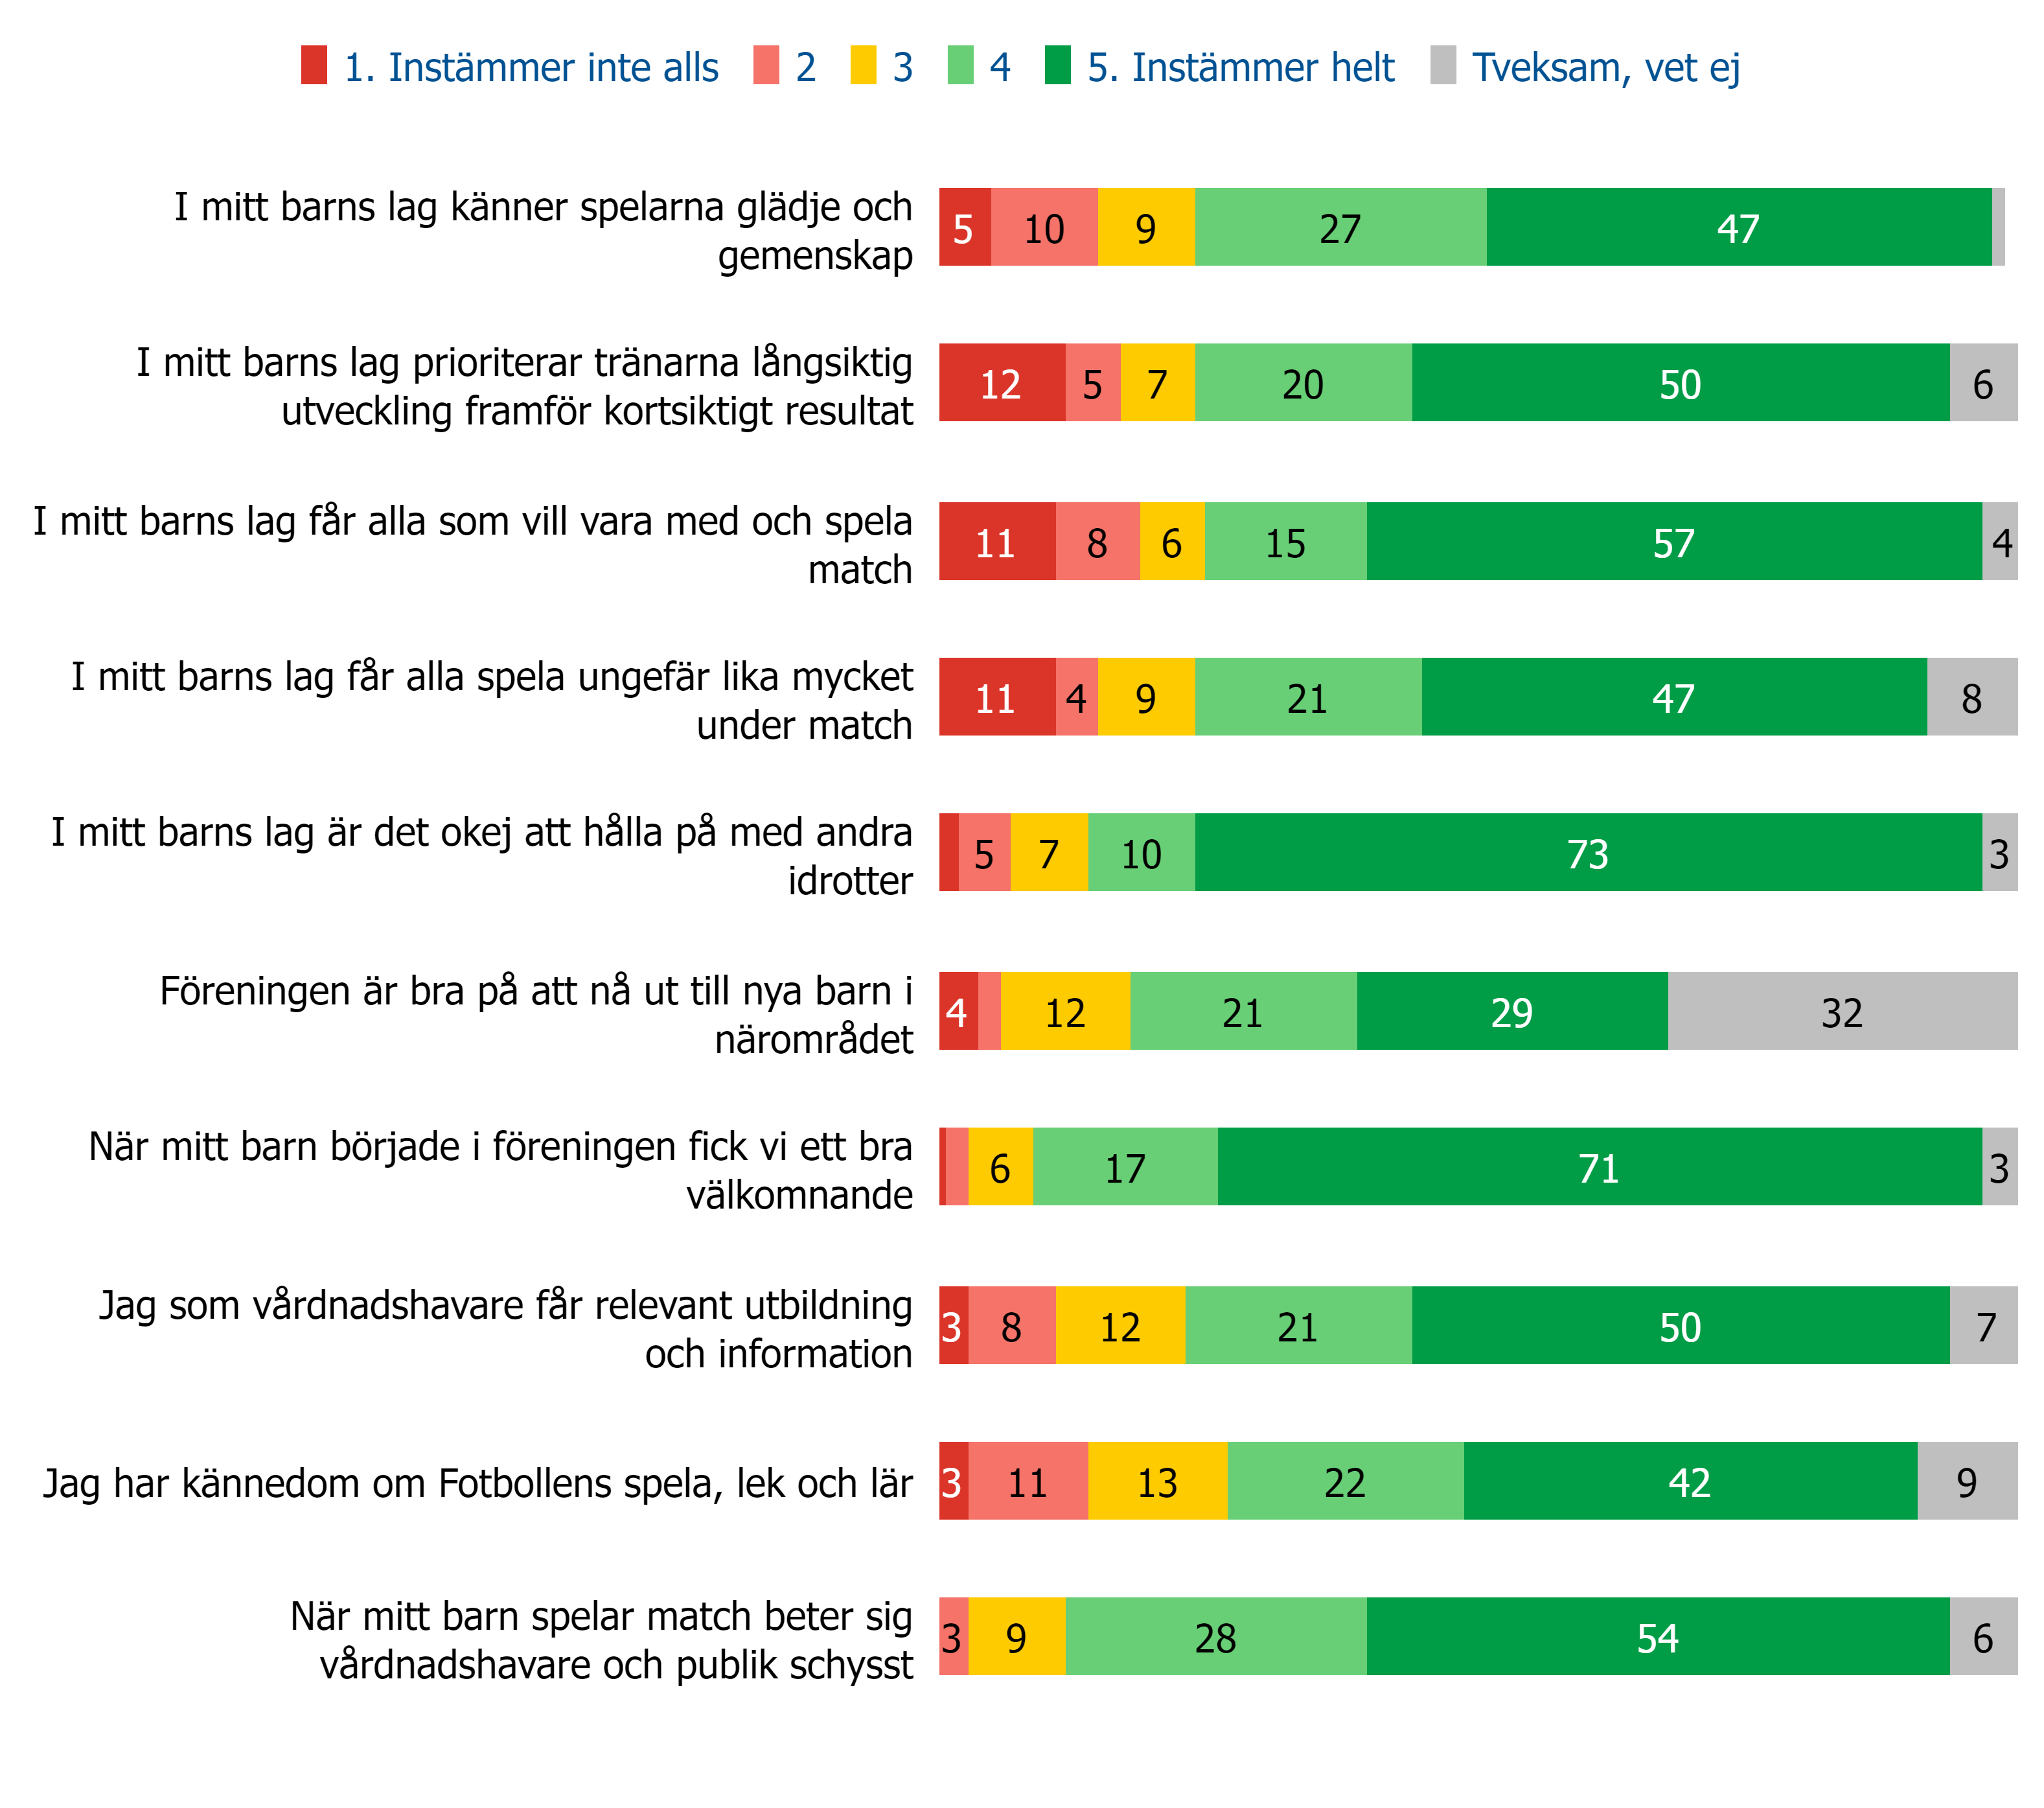 1. Instämmer inte alls 2 3 4 5. Instämmer helt Tveksam, vet ej
I mitt barns lag känner spelarna glädje och
gemenskap
5 10 9 27 47
I mitt barns lag prioriterar tränarna långsiktig
utveckling framför kortsiktigt resultat
12 5 7 20 50 6
I mitt barns lag får alla som vill vara med och spela
match
11 8 6 15 57 4
I mitt barns lag får alla spela ungefär lika mycket
under match
11 4 9 21 47 8
I mitt barns lag är det okej att hålla på med andra
idrotter
5 7 10 73 3
Föreningen är bra på att nå ut till nya barn i
närområdet
4 12 21 29 32
När mitt barn började i föreningen fick vi ett bra
välkomnande
6 17 71 3
Jag som vårdnadshavare får relevant utbildning
och information
3 8 12 21 50 7
Jag har kännedom om Fotbollens spela, lek och lär
3 11 13 22 42 9
När mitt barn spelar match beter sig
vårdnadshavare och publik schysst
3 9 28 54 6